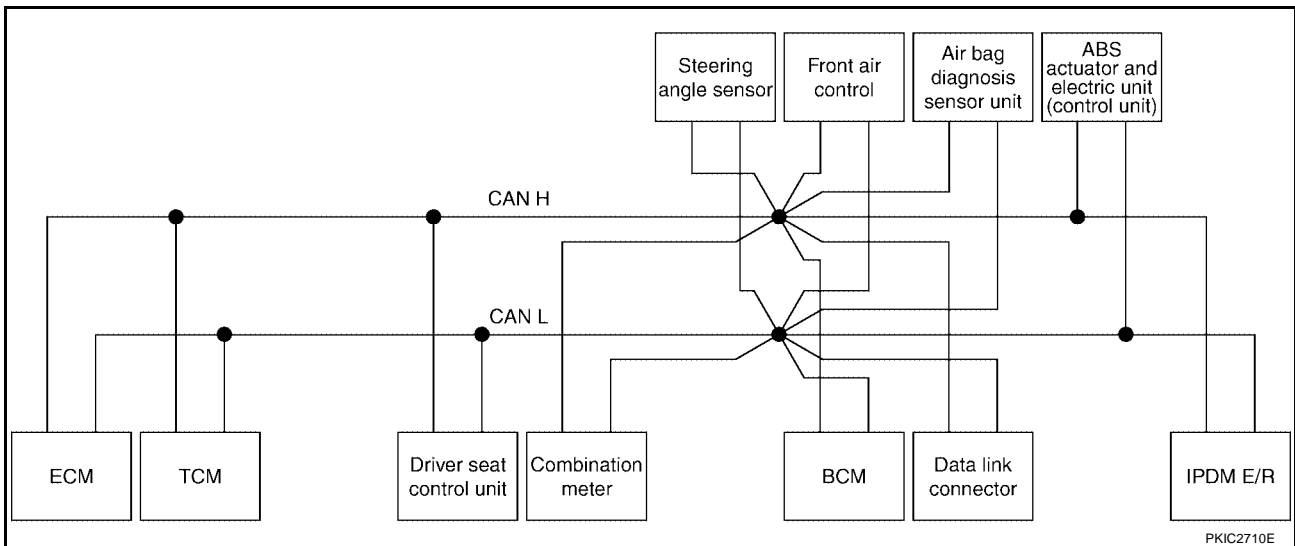 Steering
angle sensor
Front air
control
Air bag
diagnosis
sensor unit
ABS
actuator and
electric unit
(control unit)
CAN H
CAN L
ECM
TCM
Driver seat
control unit
Combination
meter
BCM
Data link
connector
IPDM E/R
PKIC2710E